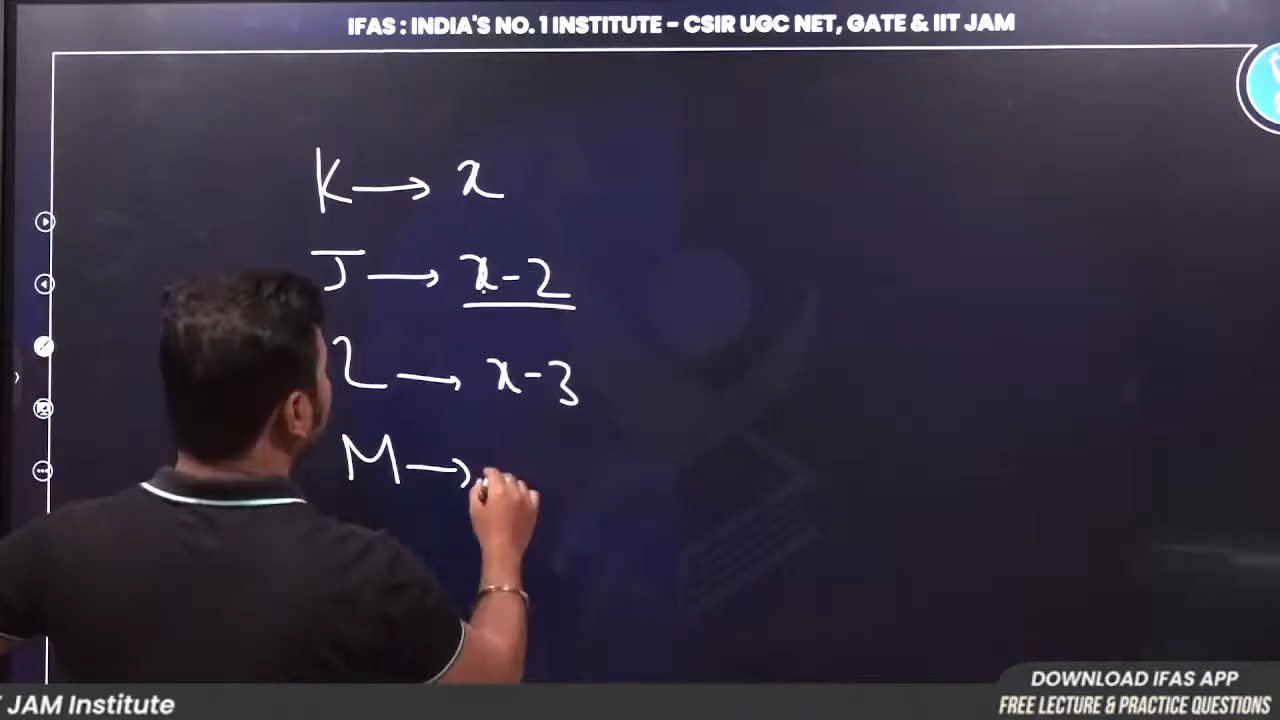 IFAS : INDIA'S NO. 1 INSTITUTE - CSIR UGC NET, GATE & IIT JAM
K → x
J → x-2
L → x-3
M →
DOWNLOAD IFAS APP
JAM Institute
FREE LECTURE & PRACTICE QUESTIONS